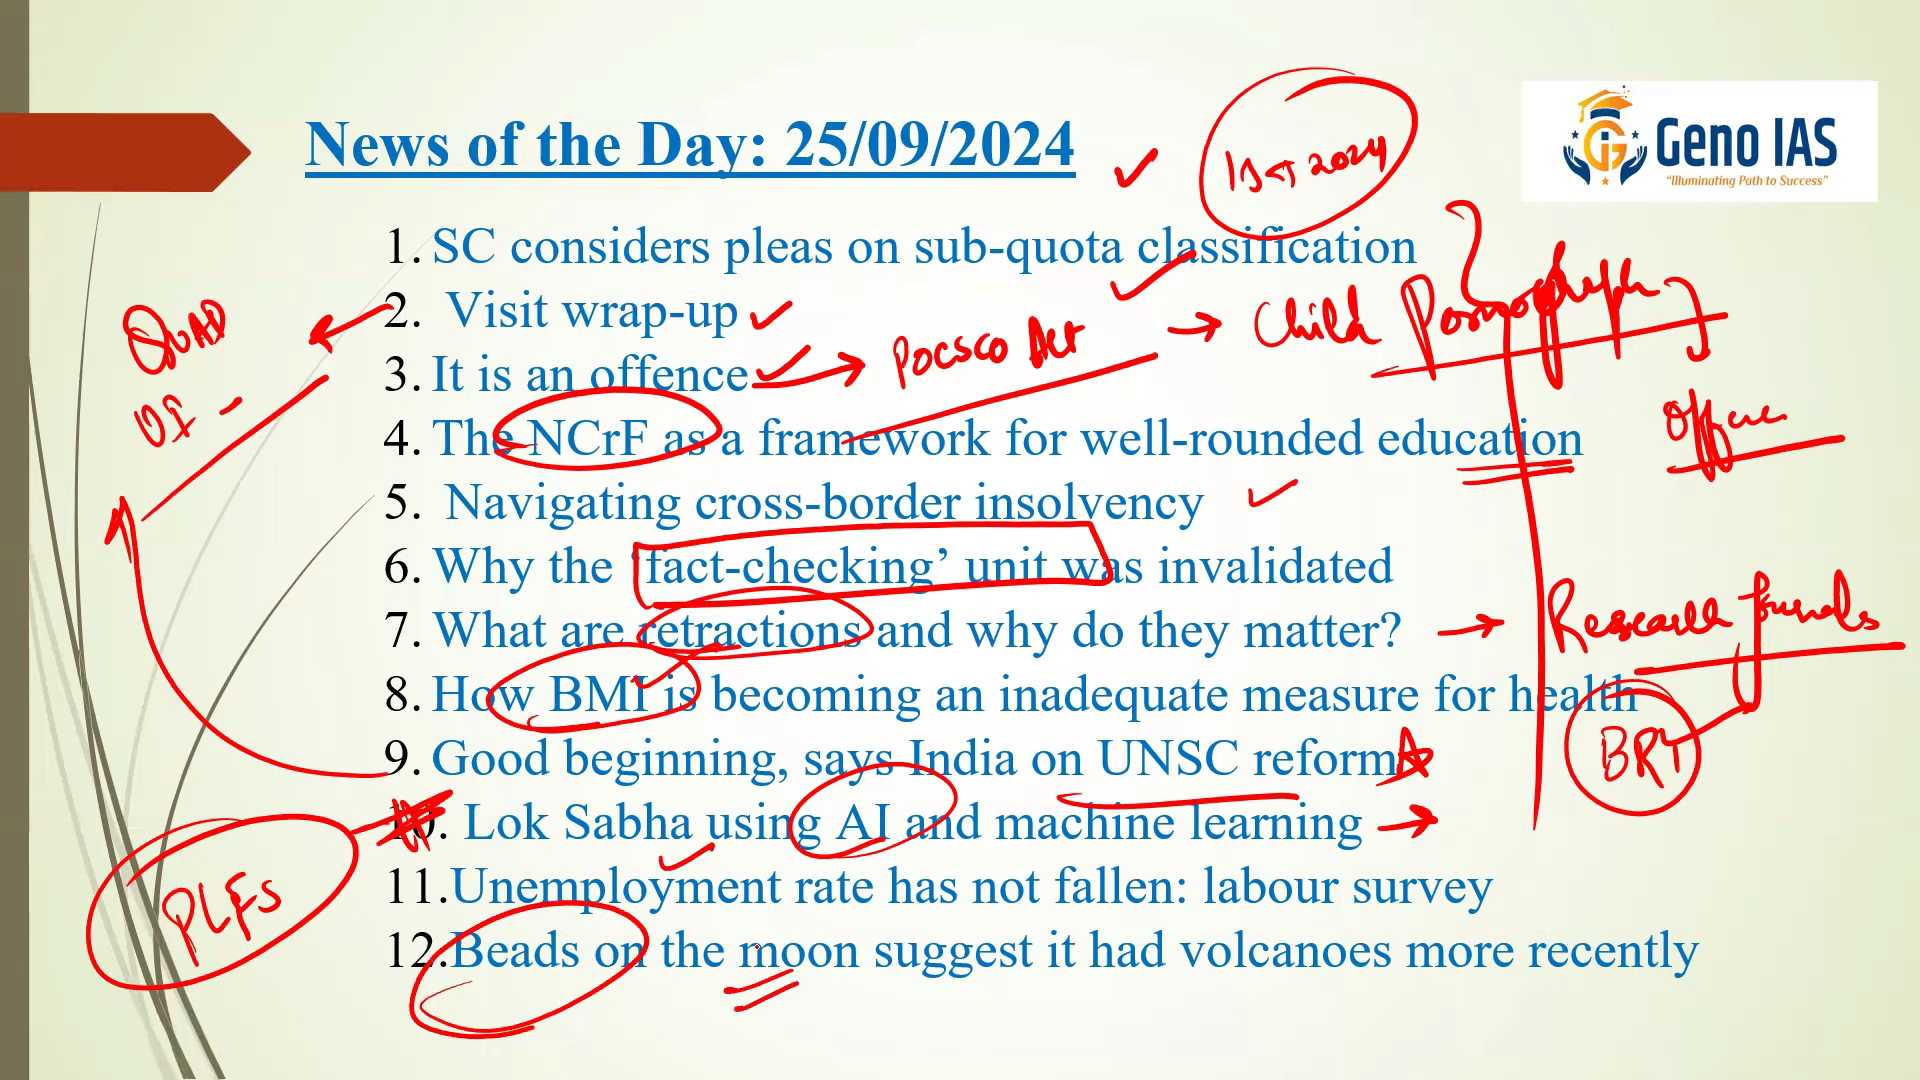 News of the Day: 25/09/2024
Geno IAS
"Illuminating Path to Success"
1. SC considers pleas on sub-quota classification
2. Visit wrap-up
3. It is an offence
4. The NCrF as a framework for well-rounded education
5. Navigating cross-border insolvency
6. Why the ‘fact-checking’ unit was invalidated
7. What are retractions and why do they matter?
8. How BMI is becoming an inadequate measure for health
9. Good beginning, says India on UNSC reform
10. Lok Sabha using AI and machine learning
11. Unemployment rate has not fallen: labour survey
12. Beads on the moon suggest it had volcanoes more recently
2024
QUAD
Pocsco Act
Child
Research
PLFs